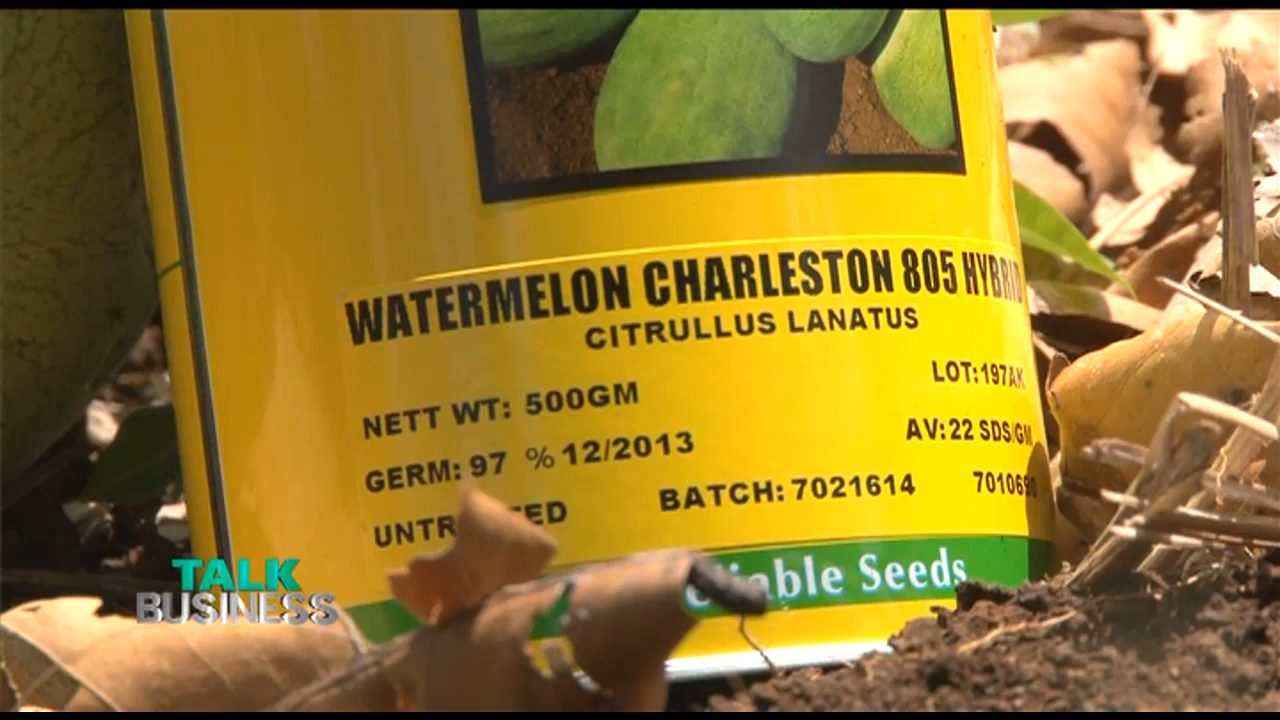 WATERMELON CHARLESTON 805 HYBRID
CITRULLUS LANATUS
LOT:197AK
NETT WT: 500GM
AV:22 SDS/GM
GERM: 97 % 12/2013
BATCH: 7021614
Seeds
TALK
BUSINESS